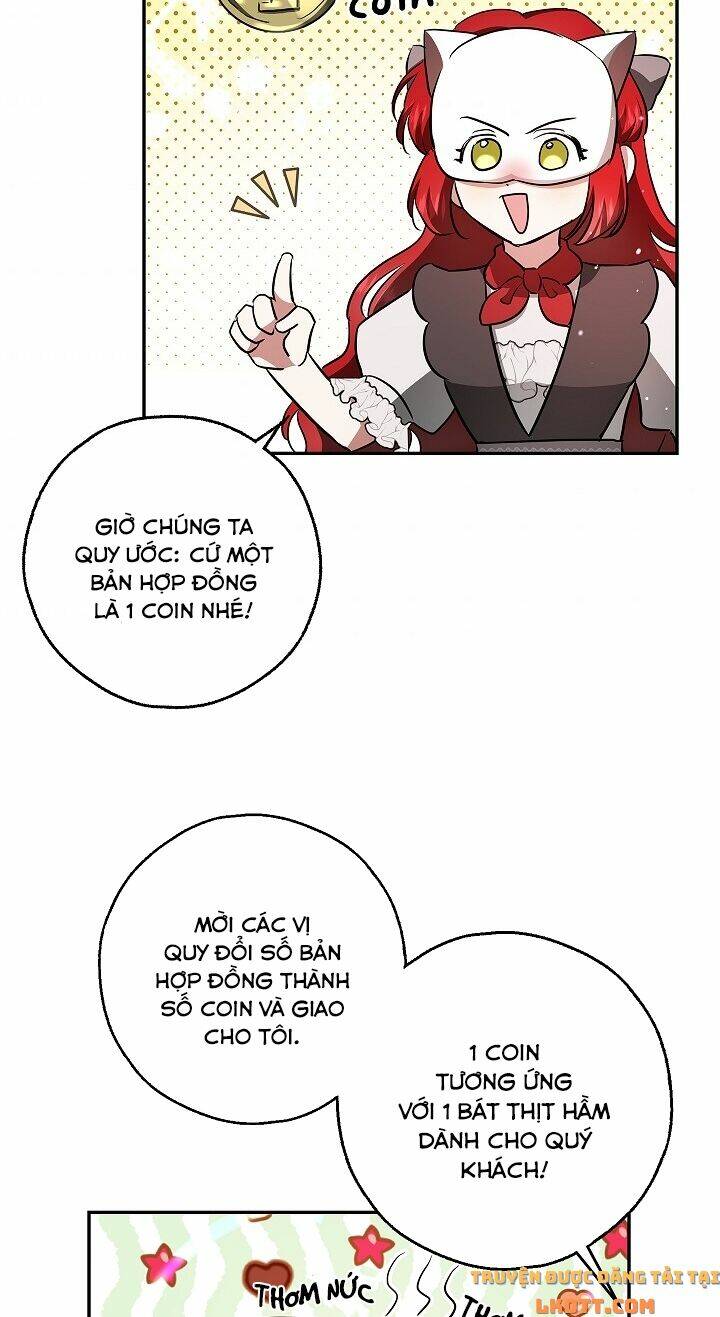 COIN
GIỜ CHÚNG TA
QUY ƯỚC: CỨ MỘT
BẢN HỢP ĐỒNG
LÀ 1 COIN NHÉ!
MỜI CÁC VỊ
QUY ĐỔI SỐ BẢN
HỢP ĐỒNG THÀNH
SỐ COIN VÀ GIAO
CHO TÔI.
1 COIN
TƯƠNG ỨNG
VỚI 1 BÁT THỊT HẦM
DÀNH CHO QUÝ
KHÁCH!
THƠM NỨC
TRUYỆN ĐƯỢC ĐĂNG TẢI TẠI
LKDTT.COM